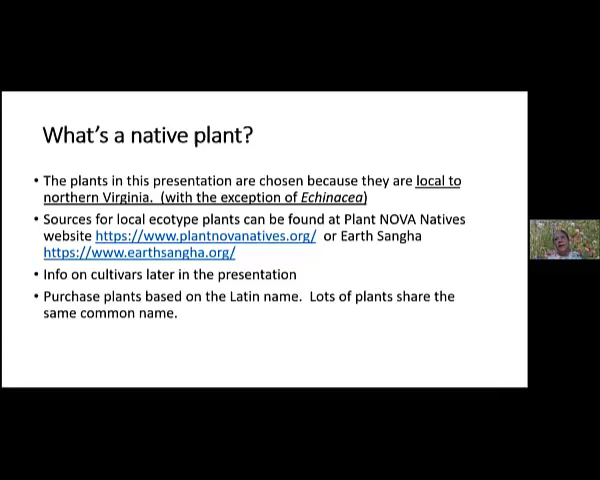 What's a native plant?
• The plants in this presentation are chosen because they are local to
northern Virginia. (with the exception of Echinacea)
• Sources for local ecotype plants can be found at Plant NOVA Natives
website https://www.plantnovanatives.org/ or Earth Sangha
https://www.earthsangha.org/
• Info on cultivars later in the presentation
• Purchase plants based on the Latin name. Lots of plants share the
same common name.